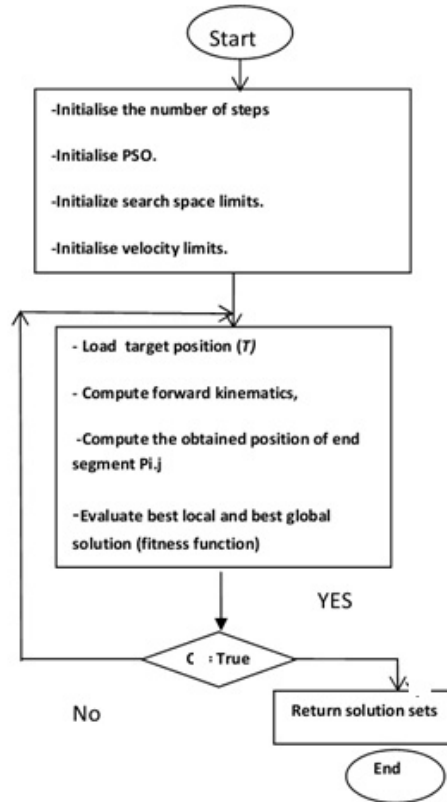 Start
-Initialise the number of steps
-Initialise PSO.
-Initialize search space limits.
-Initialise velocity limits.
- Load target position (T)
- Compute forward kinematics,
-Compute the obtained position of end
segment Pi.j
-Evaluate best local and best global
solution (fitness function)
YES
True
No
Return solution sets
End